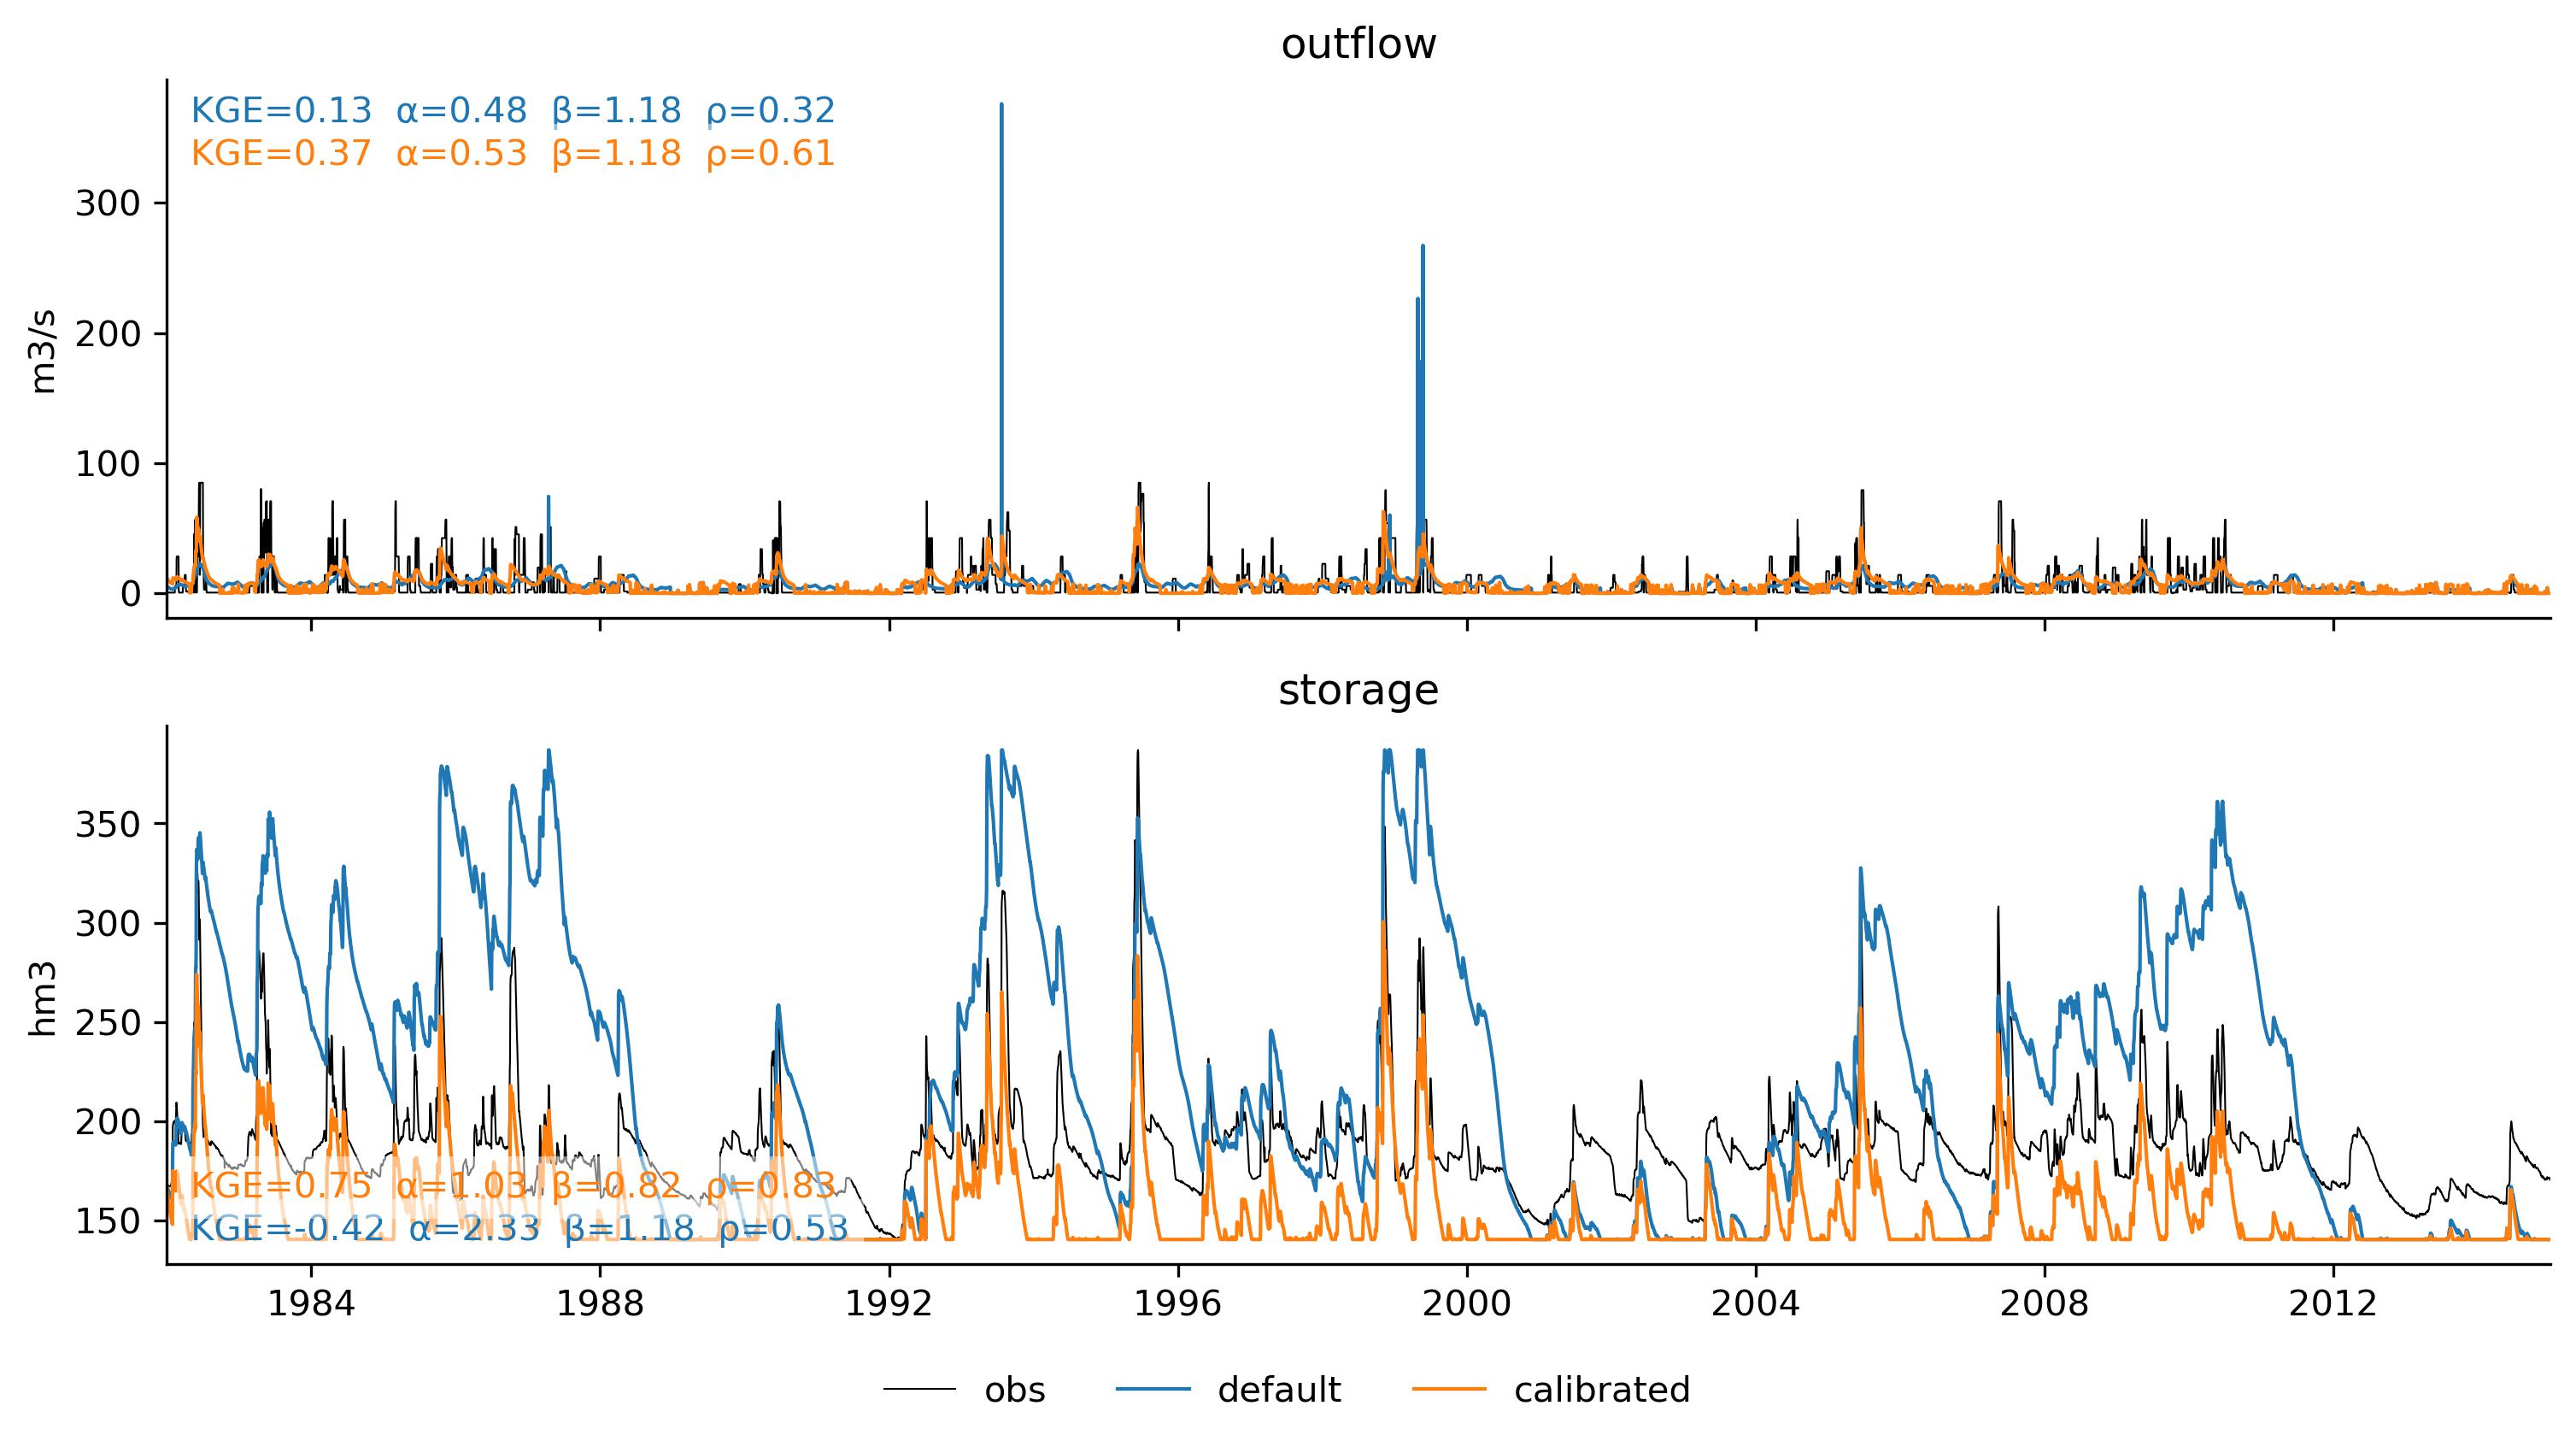 outflow
KGE=0.13 α=0.48 β=1.18 ρ=0.32
KGE=0.37 α=0.53 β=1.18 ρ=0.61
m3/s
300
200
100
0
storage
hm3
350
300
250
200
150
KGE=0.75 α=1.03 β=0.82 ρ=0.83
KGE=-0.42 α=2.33 β=1.18 ρ=0.53
1984 1988 1992 1996 2000 2004 2008 2012
obs default calibrated